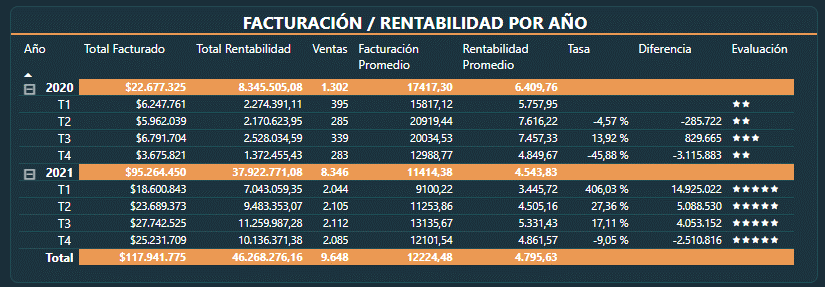 FACTURACIÓN / RENTABILIDAD POR AÑO
Año Total Facturado Total Rentabilidad Ventas Facturación Promedio Rentabilidad Promedio Tasa Diferencia Evaluación
2020 $22.677.325 8.345.505,08 1.302 17417,30 6.409,76
T1 $6.247.761 2.274.391,11 395 15817,12 5.757,95 ★★
T2 $5.962.039 2.170.623,95 285 20919,44 7.616,22 -4,57 % -285.722 ★★
T3 $6.791.704 2.528.034,59 339 20034,53 7.457,33 13,92 % 829.665 ★★★
T4 $3.675.821 1.372.455,43 283 12988,77 4.849,67 -45,88 % -3.115.883 ★★
2021 $95.264.450 37.922.771,08 8.346 11414,38 4.543,83
T1 $18.600.843 7.043.059,35 2.044 9100,22 3.445,72 406,03 % 14.925.022 ★★★★★
T2 $23.689.373 9.483.353,07 2.105 11253,86 4.505,16 27,36 % 5.088.530 ★★★★★
T3 $27.742.525 11.259.987,28 2.112 13135,67 5.331,43 17,11 % 4.053.152 ★★★★★
T4 $25.231.709 10.136.371,38 2.085 12101,54 4.861,57 -9,05 % -2.510.816 ★★★★★
Total $117.941.775 46.268.276,16 9.648 12224,48 4.795,63